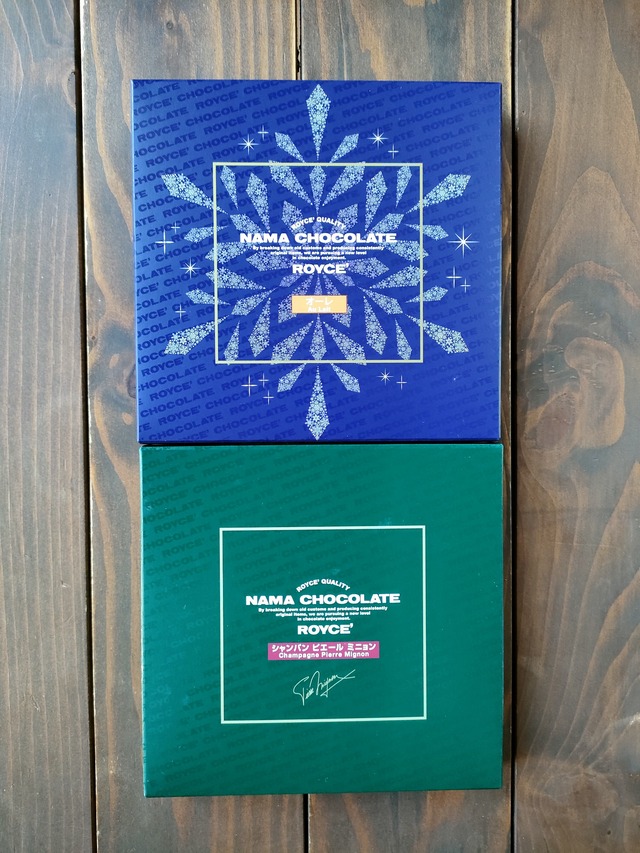 ROYCE' QUALITY
NAMA CHOCOLATE
By breaking down old customs and producing consistently
original items, we are pursuing a new level
in chocolate enjoyment.
ROYCE'
オーレ
ROYCE' QUALITY
NAMA CHOCOLATE
By breaking down old customs and producing consistently
original items, we are pursuing a new level
in chocolate enjoyment.
ROYCE'
シャンパン ピエール ミニョン
Champagne Pierre Mignon